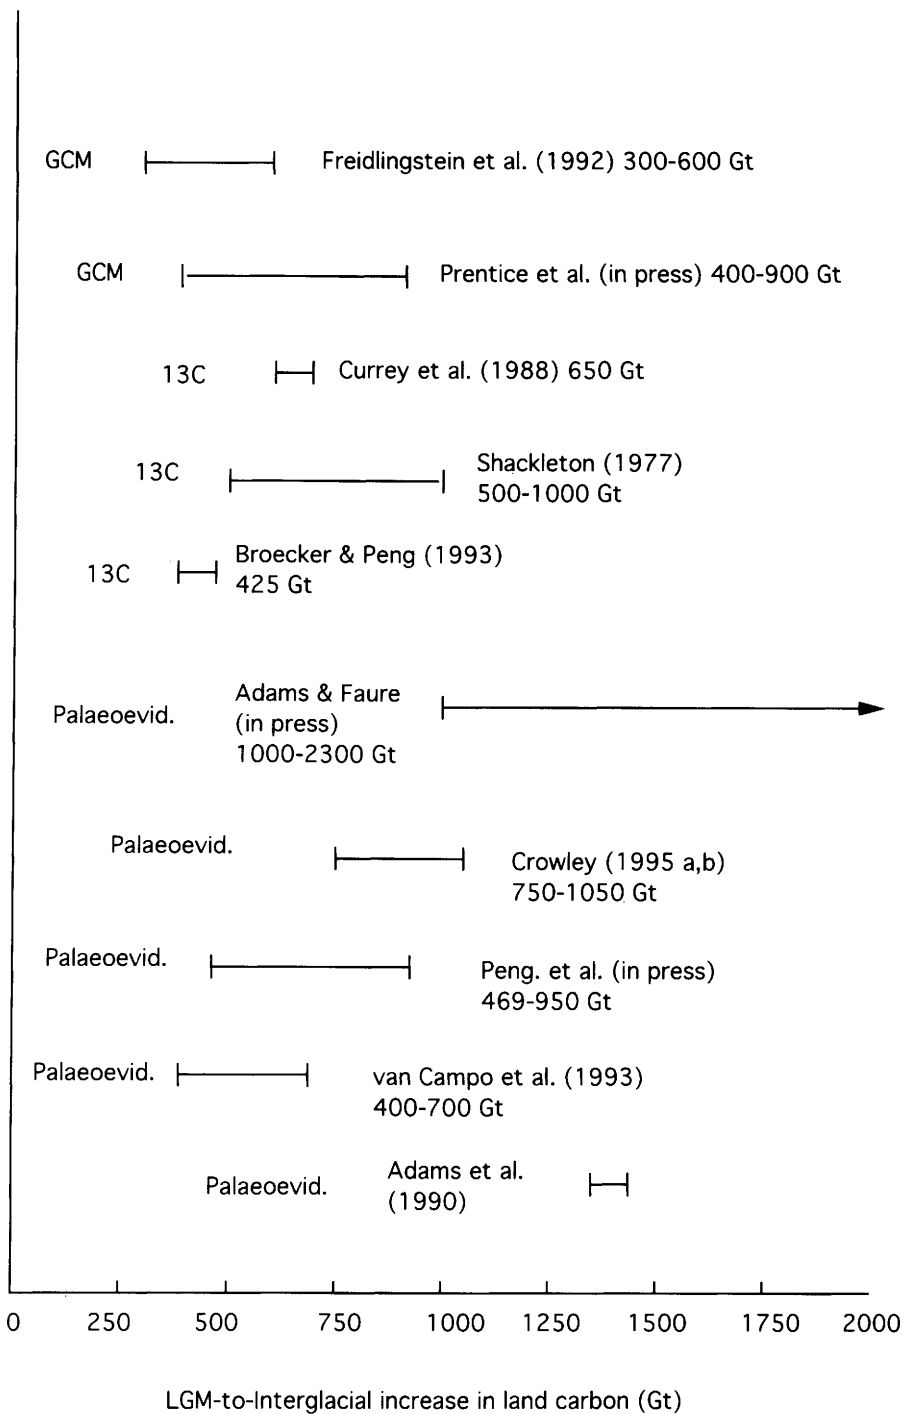 GCM
Freidlingstein et al. (1992) 300-600 Gt
GCM
Prentice et al. (in press) 400-900 Gt
13C
Currey et al. (1988) 650 Gt
13C
Shackleton (1977)
500-1000 Gt
13C
Broecker & Peng (1993)
425 Gt
Palaeoevid.
Adams & Faure
(in press)
1000-2300 Gt
Palaeoevid.
Crowley (1995 a,b)
750-1050 Gt
Palaeoevid.
Peng. et al. (in press)
469-950 Gt
Palaeoevid.
van Campo et al. (1993)
400-700 Gt
Palaeoevid.
Adams et al.
(1990)
0 250 500 750 1000 1250 1500 1750 2000
LGM-to-Interglacial increase in land carbon (Gt)